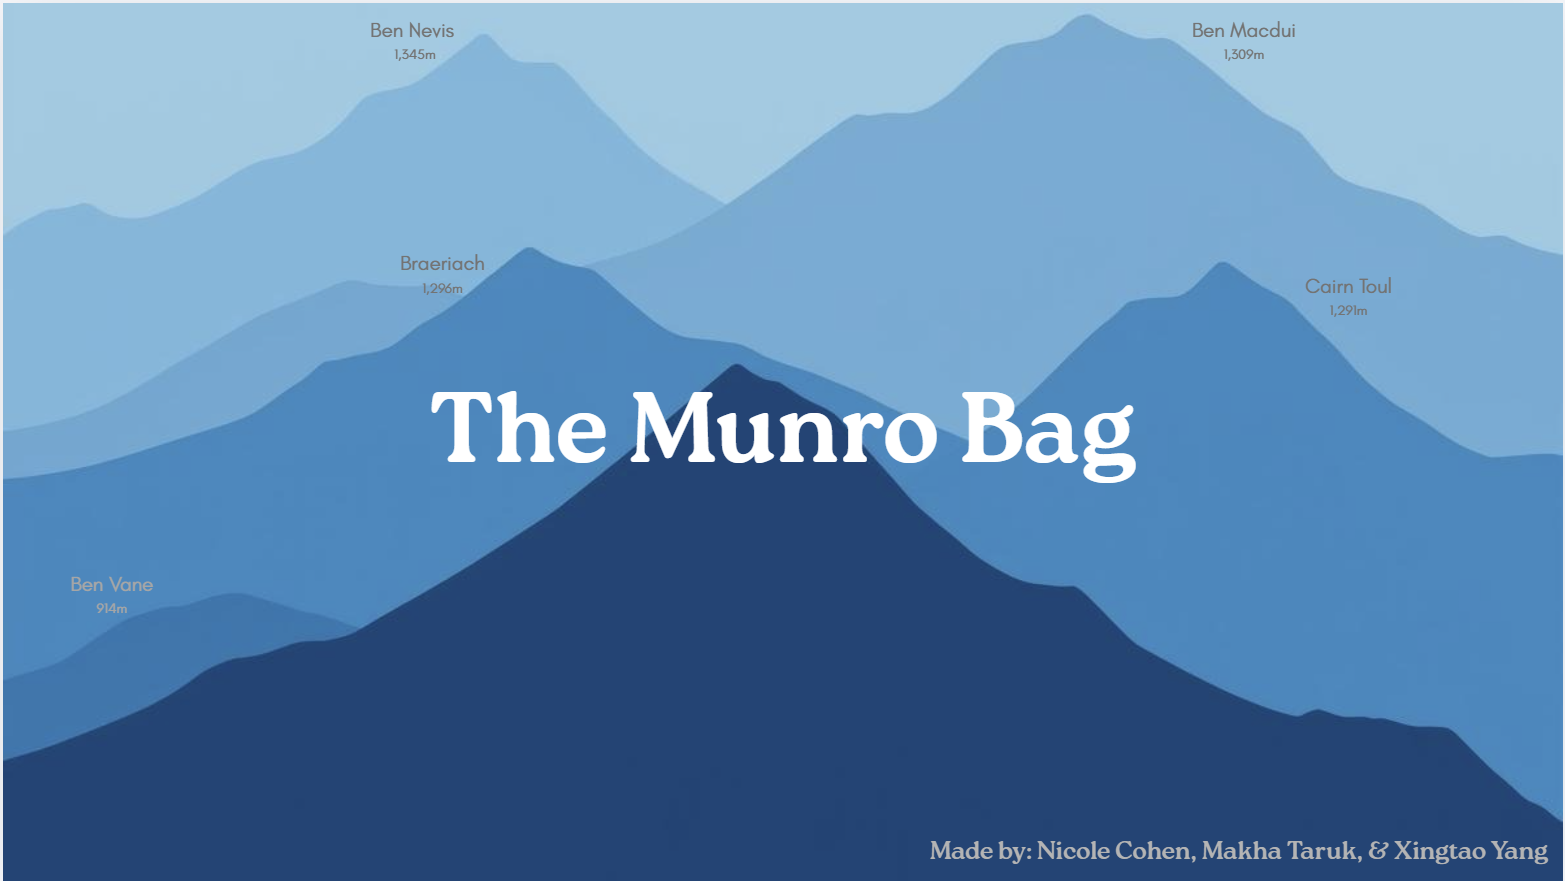 Ben Nevis
1,345m
Ben Macdui
1,309m
Braeriach
1,296m
Cairn Toul
1,291m
The Munro Bag
Ben Vane
914m
Made by: Nicole Cohen, Makha Taruk, & Xingtao Yang